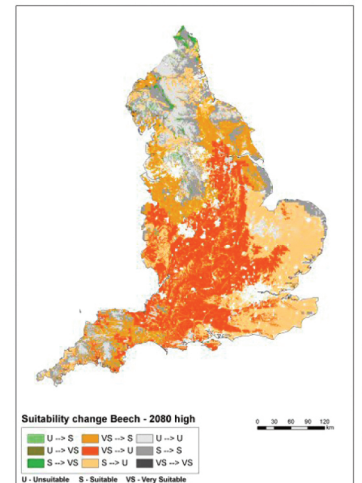 Suitability change Beech - 2080 high
U --> S VS --> S U --> U
U --> VS VS --> U S --> S
S --> VS S --> U VS --> VS
0 30 60 90 120
km
U - Unsuitable S - Suitable VS - Very Suitable